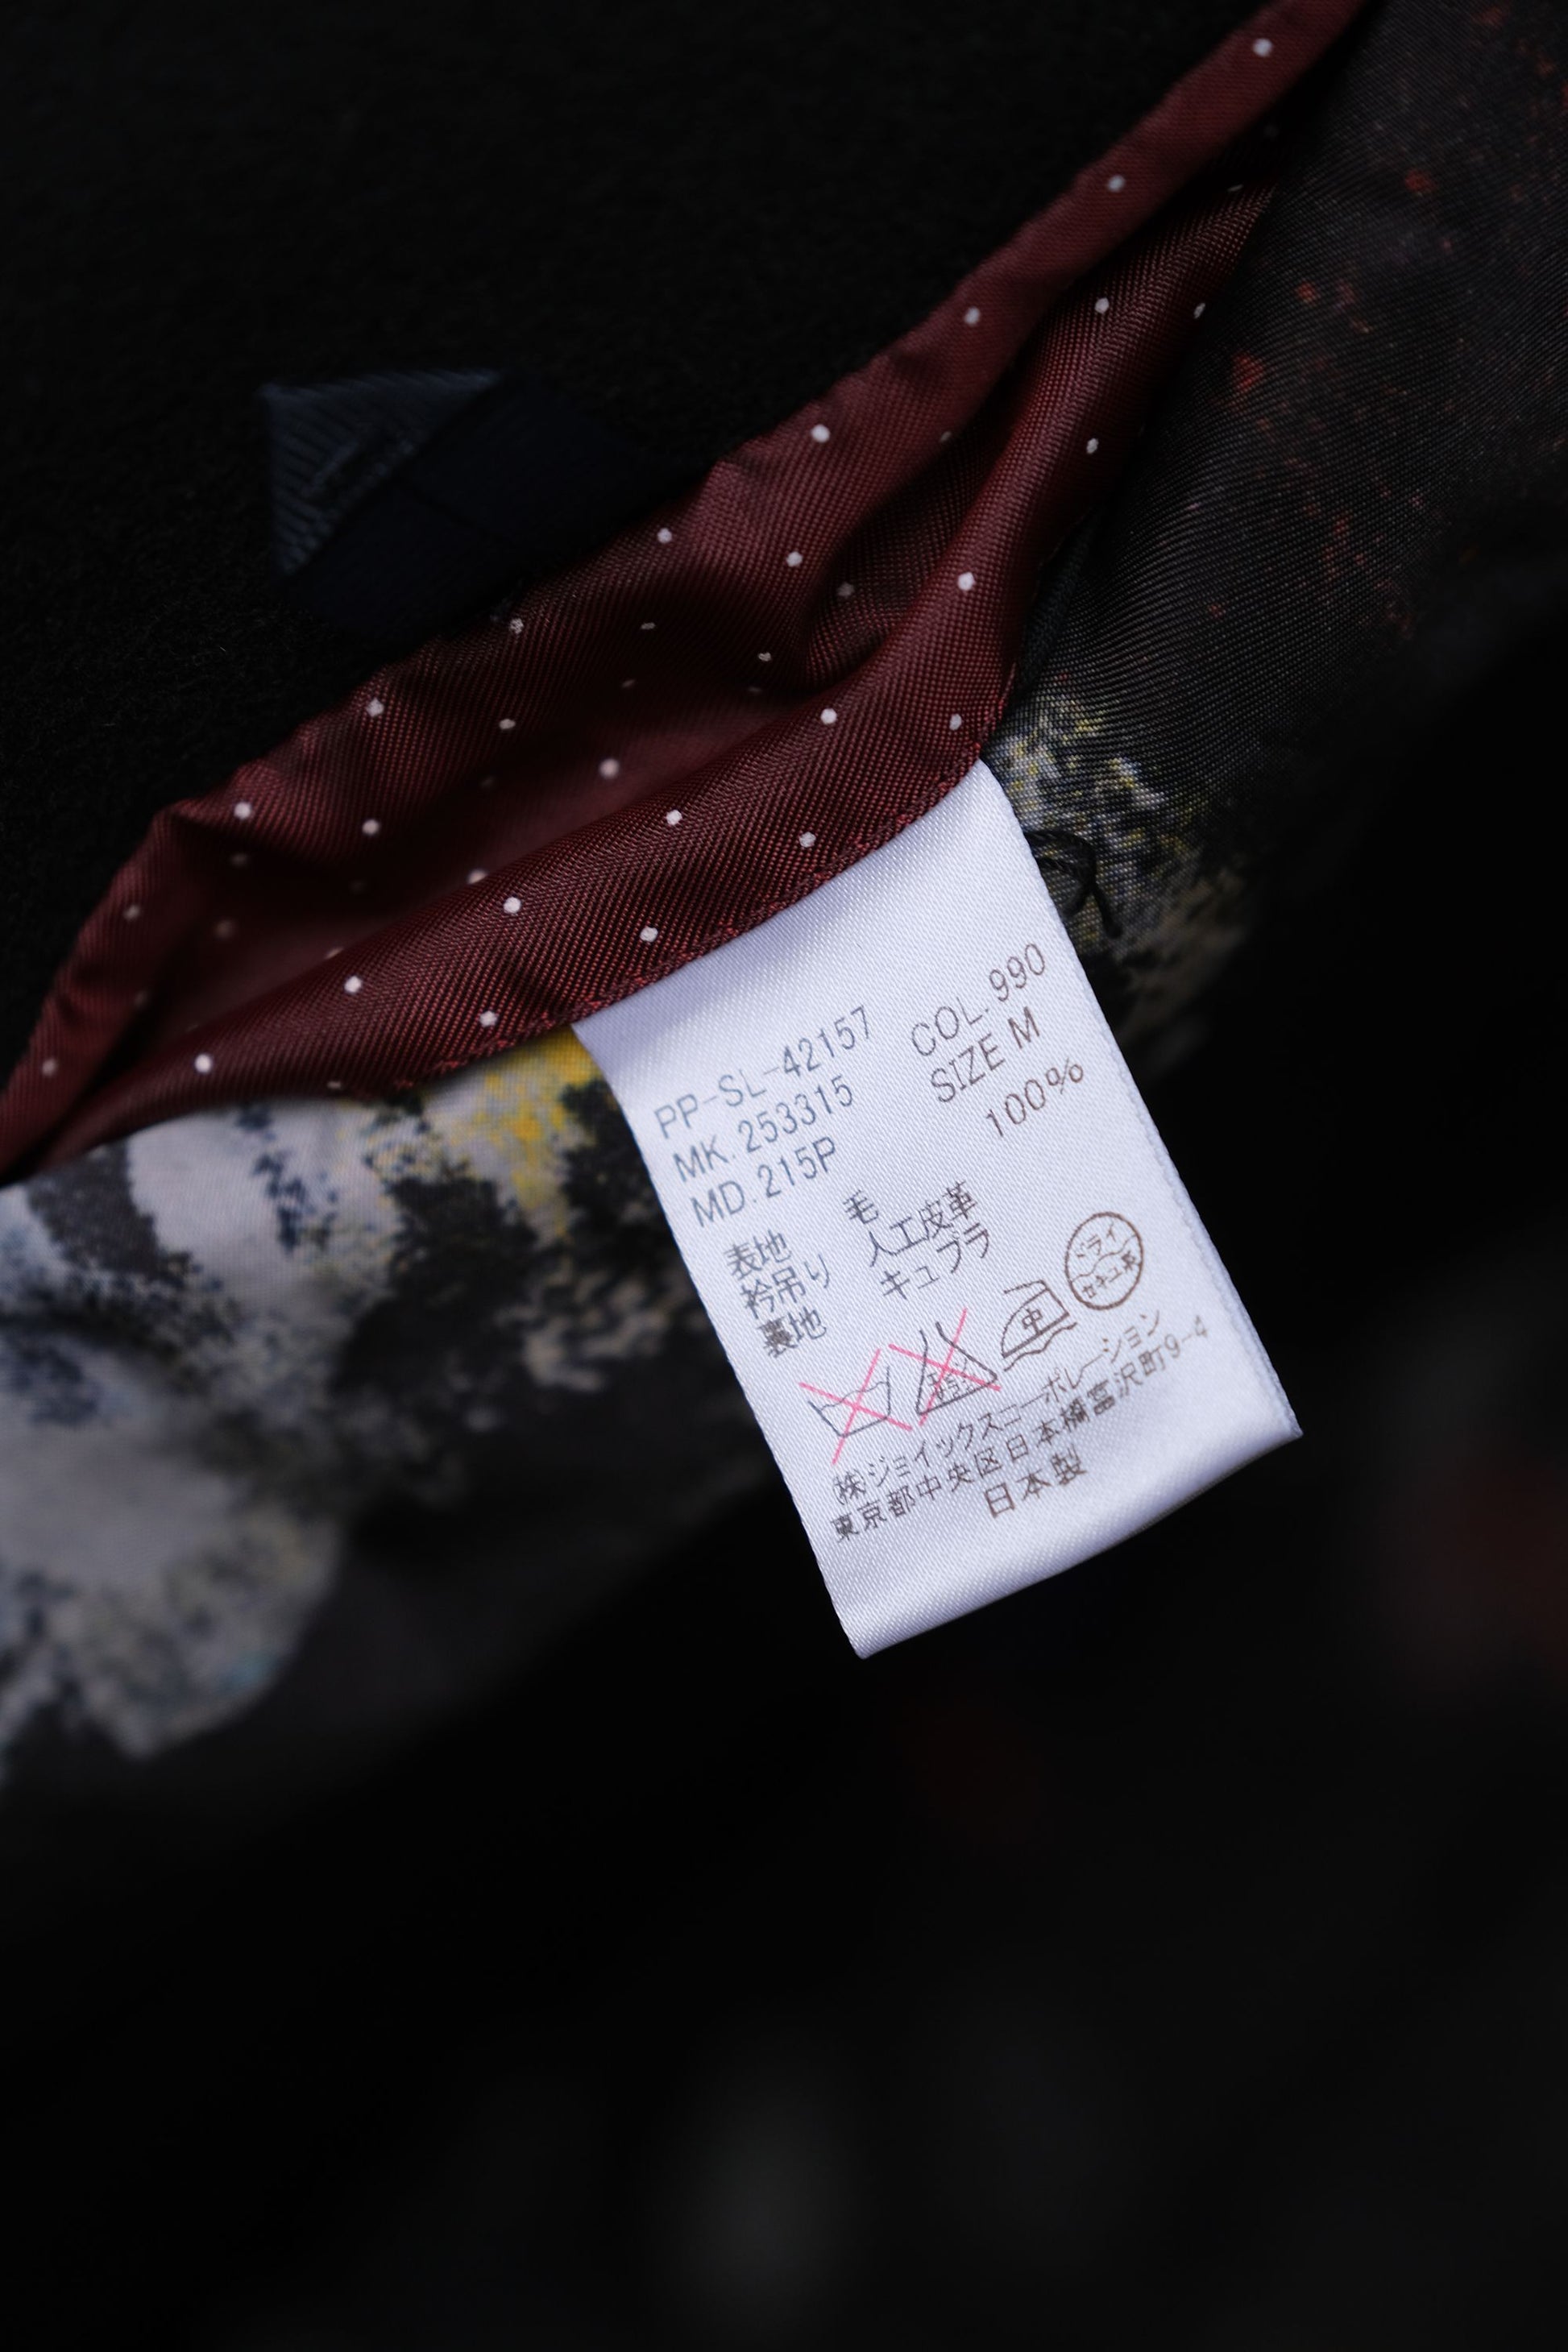 PP-SL-42157 COL.990
MK.253315 SIZE M
MD.215P
表地 毛 100%
衿吊り 人工皮革
裏地 キュプラ
中 ドライ
セキユ系
(株)ジョイックスコーポレーション
東京都中央区日本橋富沢町9-4
日本製